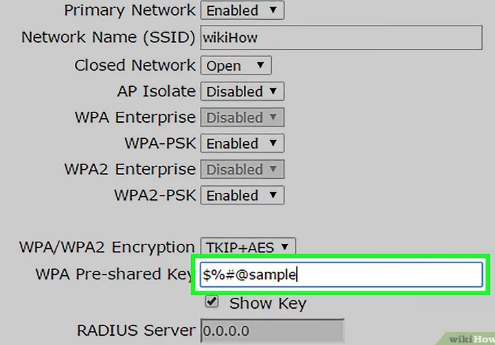 Primary Network Enabled
Network Name (SSID) wikiHow
Closed Network Open
AP Isolate Disabled
WPA Enterprise Disabled
WPA-PSK Enabled
WPA2 Enterprise Disabled
WPA2-PSK Enabled
WPA/WPA2 Encryption TKIP+AES
WPA Pre-shared Key $%#@sample
Show Key
RADIUS Server 0.0.0.0
wikiHow